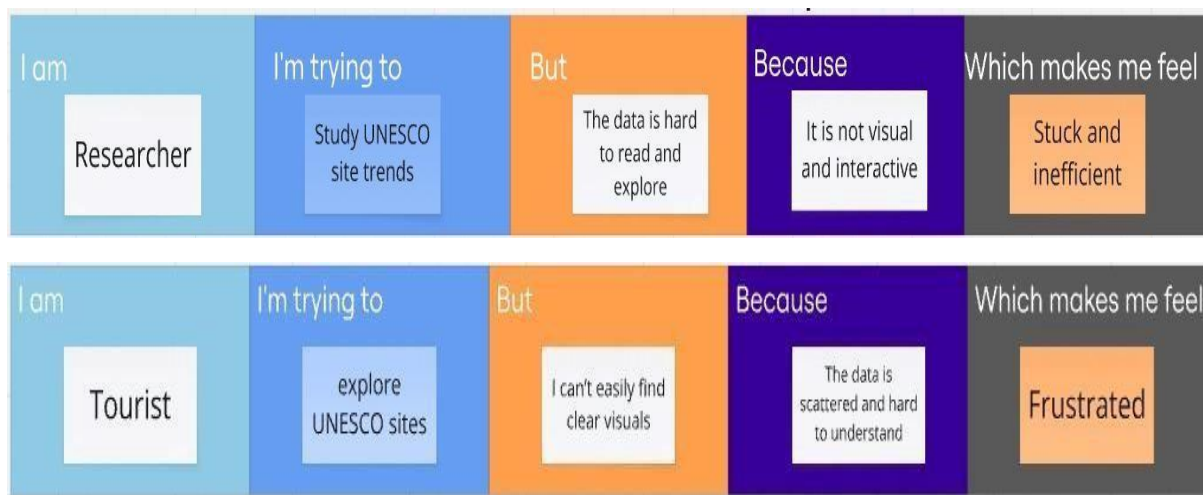 I am
Researcher
I'm trying to
Study UNESCO
site trends
But
The data is hard
to read and
explore
Because
It is not visual
and interactive
Which makes me feel
Stuck and
inefficient
I am
Tourist
I'm trying to
explore
UNESCO sites
But
I can't easily find
clear visuals
Because
The data is
scattered and hard
to understand
Which makes me feel
Frustrated